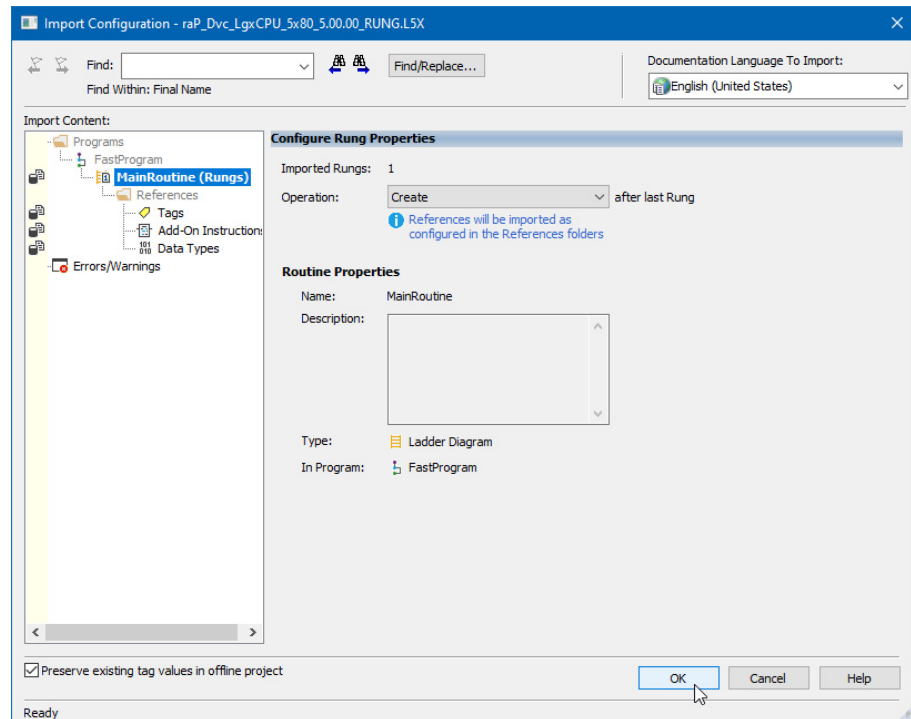 Import Configuration - raP_Dvc_LgxCPU_5x80_5.00.00_RUNG.L5X
Find:
Find/Replace...
Find Within: Final Name
Documentation Language To Import:
English (United States)
Import Content:
Programs
FastProgram
MainRoutine (Rungs)
References
Tags
Add-On Instruction
Data Types
Errors/Warnings
Configure Rung Properties
Imported Rungs: 1
Operation: Create after last Rung
References will be imported as
configured in the References folders
Routine Properties
Name: MainRoutine
Description:
Type: Ladder Diagram
In Program: FastProgram
Preserve existing tag values in offline project
OK Cancel Help
Ready